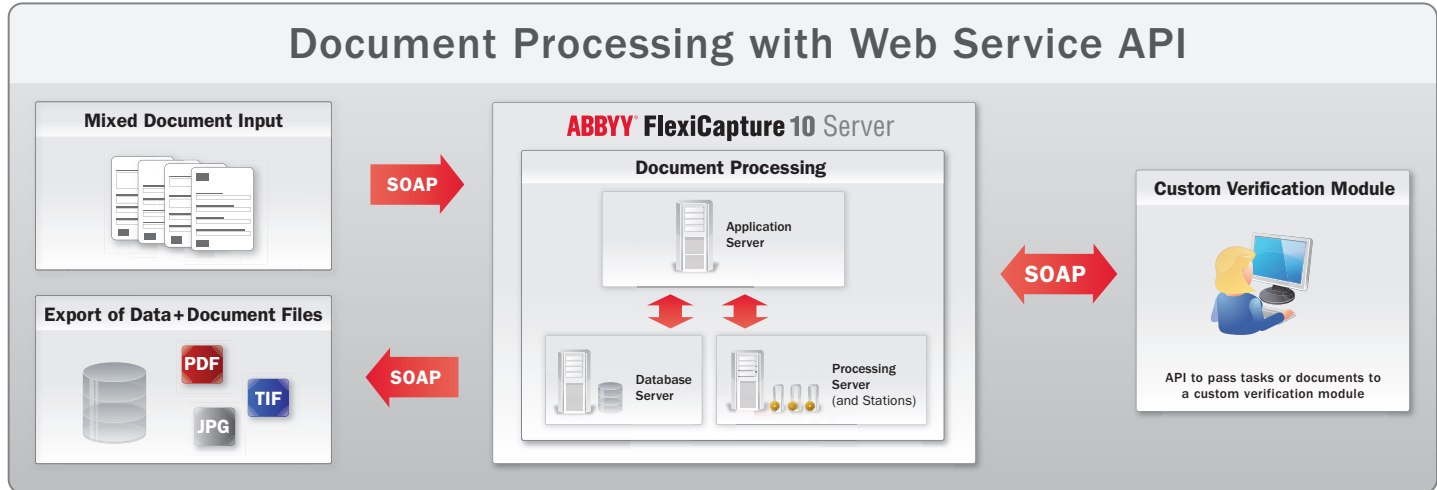 Document Processing with Web Service API
Mixed Document Input
SOAP
Export of Data+Document Files
PDF
TIF
JPG
SOAP
ABBYY® FlexiCapture 10 Server
Document Processing
Application
Server
Database
Server
Processing
Server
(and Stations)
SOAP
Custom Verification Module
API to pass tasks or documents to
a custom verification module